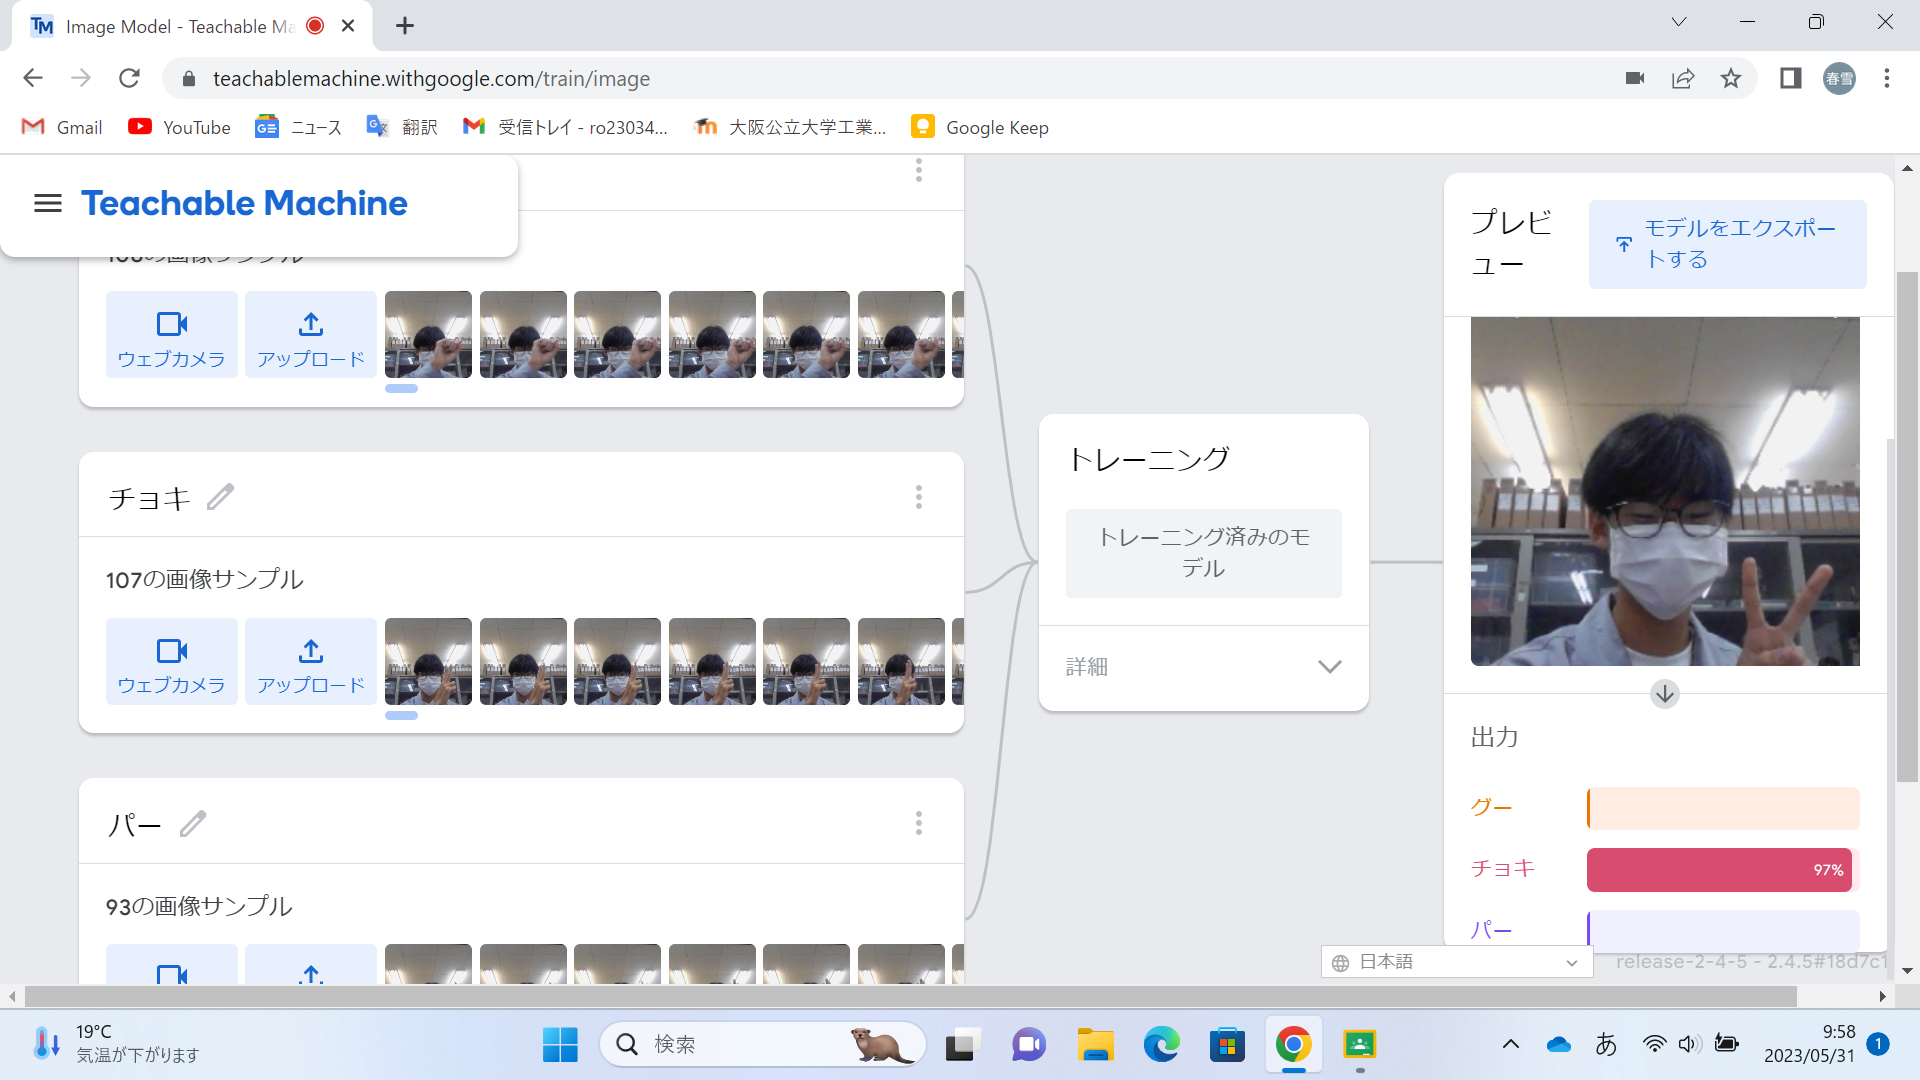 Image Model - Teachable Ma
teachablemachine.withgoogle.com/train/image
春雪
Gmail
YouTube
ニュース
翻訳
受信トレイ - ro23034...
大阪公立大学工業...
Google Keep
Teachable Machine
ウェブカメラ
アップロード
チョキ
107の画像サンプル
ウェブカメラ
アップロード
パー
93の画像サンプル
トレーニング
トレーニング済みのモ
デル
詳細
プレビ
ュー
モデルをエクスポー
トする
出力
グー
チョキ
97%
パー
日本語
release-2-4-5 - 2.4.5#18d7c1
19°C
気温が下がります
検索
あ
9:58
2023/05/31
1